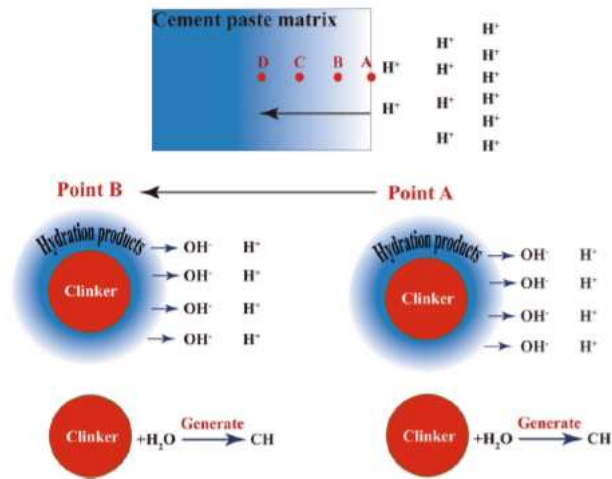 Cement paste matrix
H⁺
H⁺ H⁺
D C B A H⁺ H⁺ H⁺
H⁺
H⁺ H⁺ H⁺
H⁺
H⁺ H⁺
Point B Point A
Hydration products → OH⁻ H⁺ Hydration products → OH⁻ H⁺
Clinker → OH⁻ H⁺ Clinker → OH⁻ H⁺
→ OH⁻ H⁺ → OH⁻ H⁺
→ OH⁻ H⁺ → OH⁻ H⁺
Generate Generate
Clinker +H₂O → CH Clinker +H₂O → CH